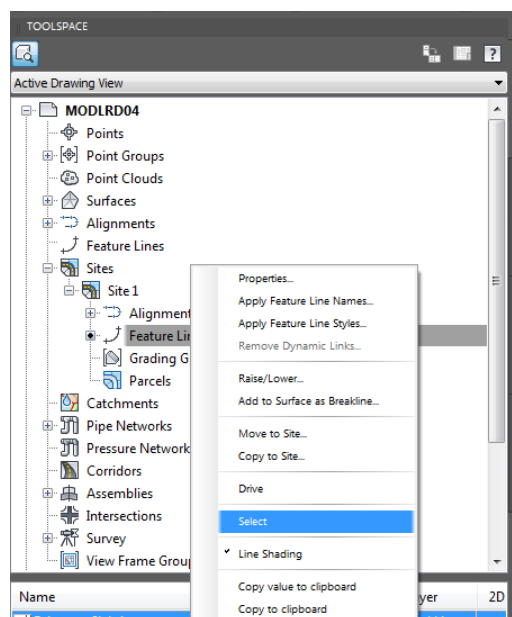 TOOLSPACE
Active Drawing View
MODLRD04
Points
Point Groups
Point Clouds
Surfaces
Alignments
Feature Lines
Sites
Site 1
Alignment
Feature Lin
Grading G
Parcels
Catchments
Pipe Networks
Pressure Network
Corridors
Assemblies
Intersections
Survey
View Frame Group
Properties...
Apply Feature Line Names...
Apply Feature Line Styles...
Remove Dynamic Links...
Raise/Lower...
Add to Surface as Breakline...
Move to Site...
Copy to Site...
Drive
Select
Line Shading
Copy value to clipboard
Copy to clipboard
Name
yer
2D